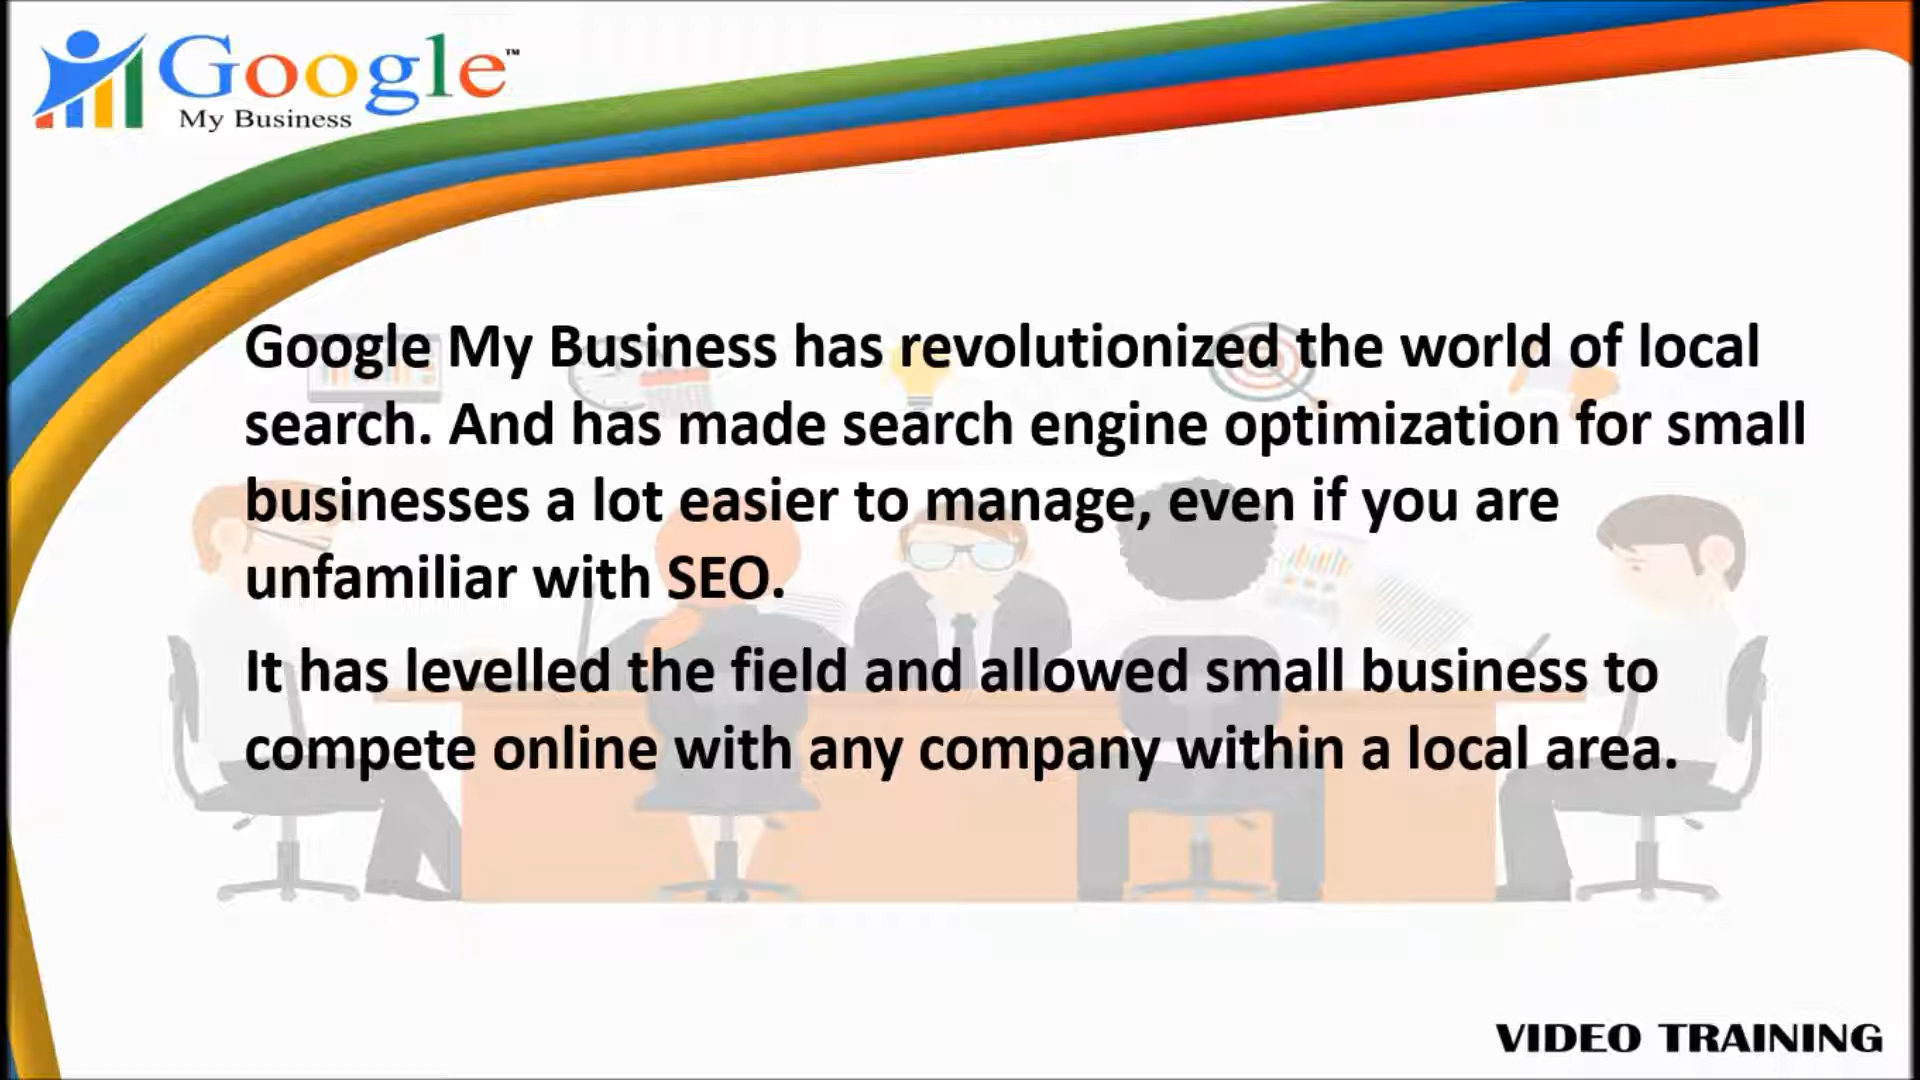 Google™
My Business
Google My Business has revolutionized the world of local
search. And has made search engine optimization for small
businesses a lot easier to manage, even if you are
unfamiliar with SEO.
It has levelled the field and allowed small business to
compete online with any company within a local area.
VIDEO TRAINING